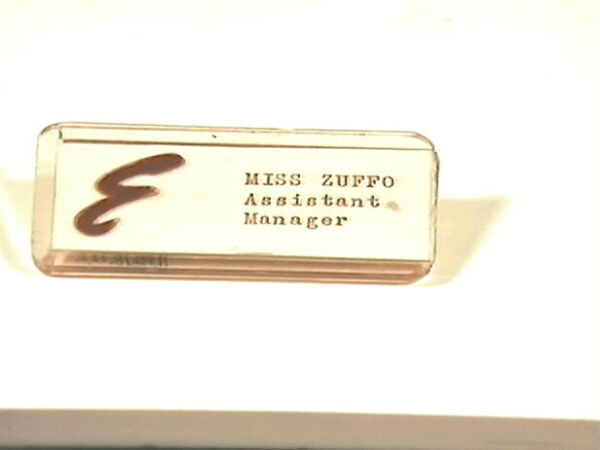 E
MISS ZUFFO
Assistant
Manager